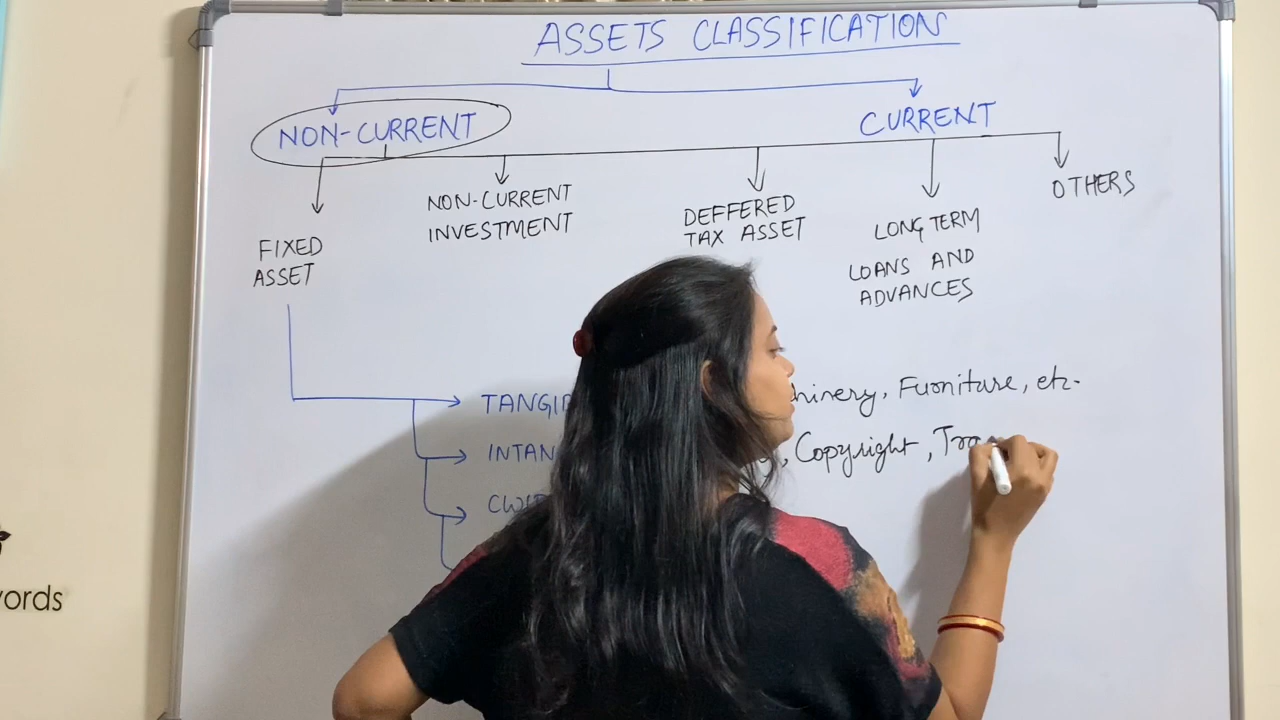 ASSETS CLASSIFICATION
NON-CURRENT
CURRENT
FIXED
ASSET
NON-CURRENT
INVESTMENT
DEFFERED
TAX ASSET
LONG TERM
LOANS AND
ADVANCES
OTHERS
Furniture, etc.
Copyright,